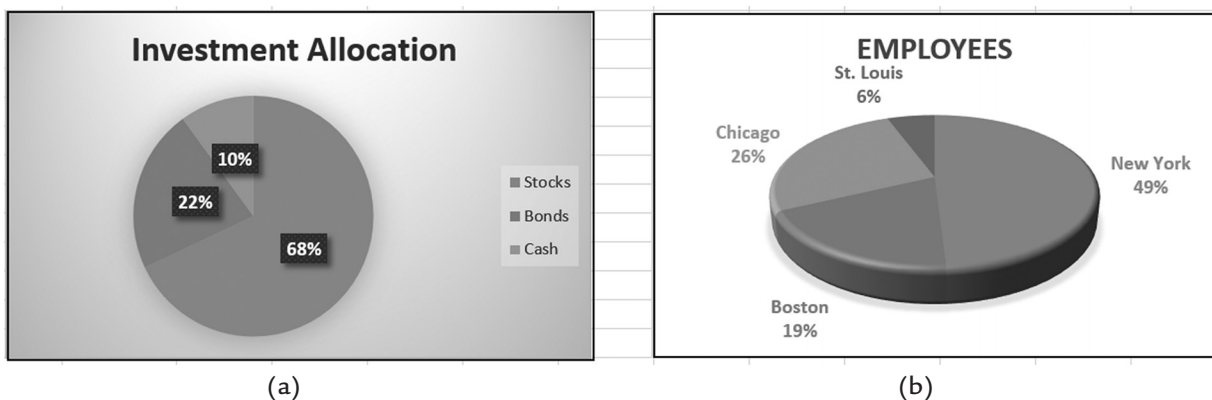 Investment Allocation
10%
22%
68%
Stocks
Bonds
Cash
(a)
EMPLOYEES
St. Louis
6%
Chicago
26%
New York
49%
Boston
19%
(b)